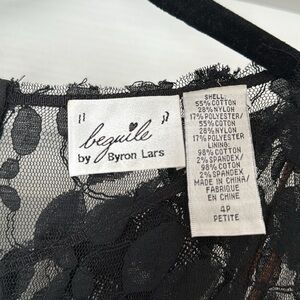 " beguile "
by Byron Lars
SHELL:
55% COTTON
28% NYLON
17% POLYESTER/
55% COTON
28% NYLON
17% POLYESTER
LINING:
98% COTTON
2% SPANDEX/
98% COTON
2% SPANDEX
MADE IN CHINA/
FABRIQUE
EN CHINE
4P
PETITE